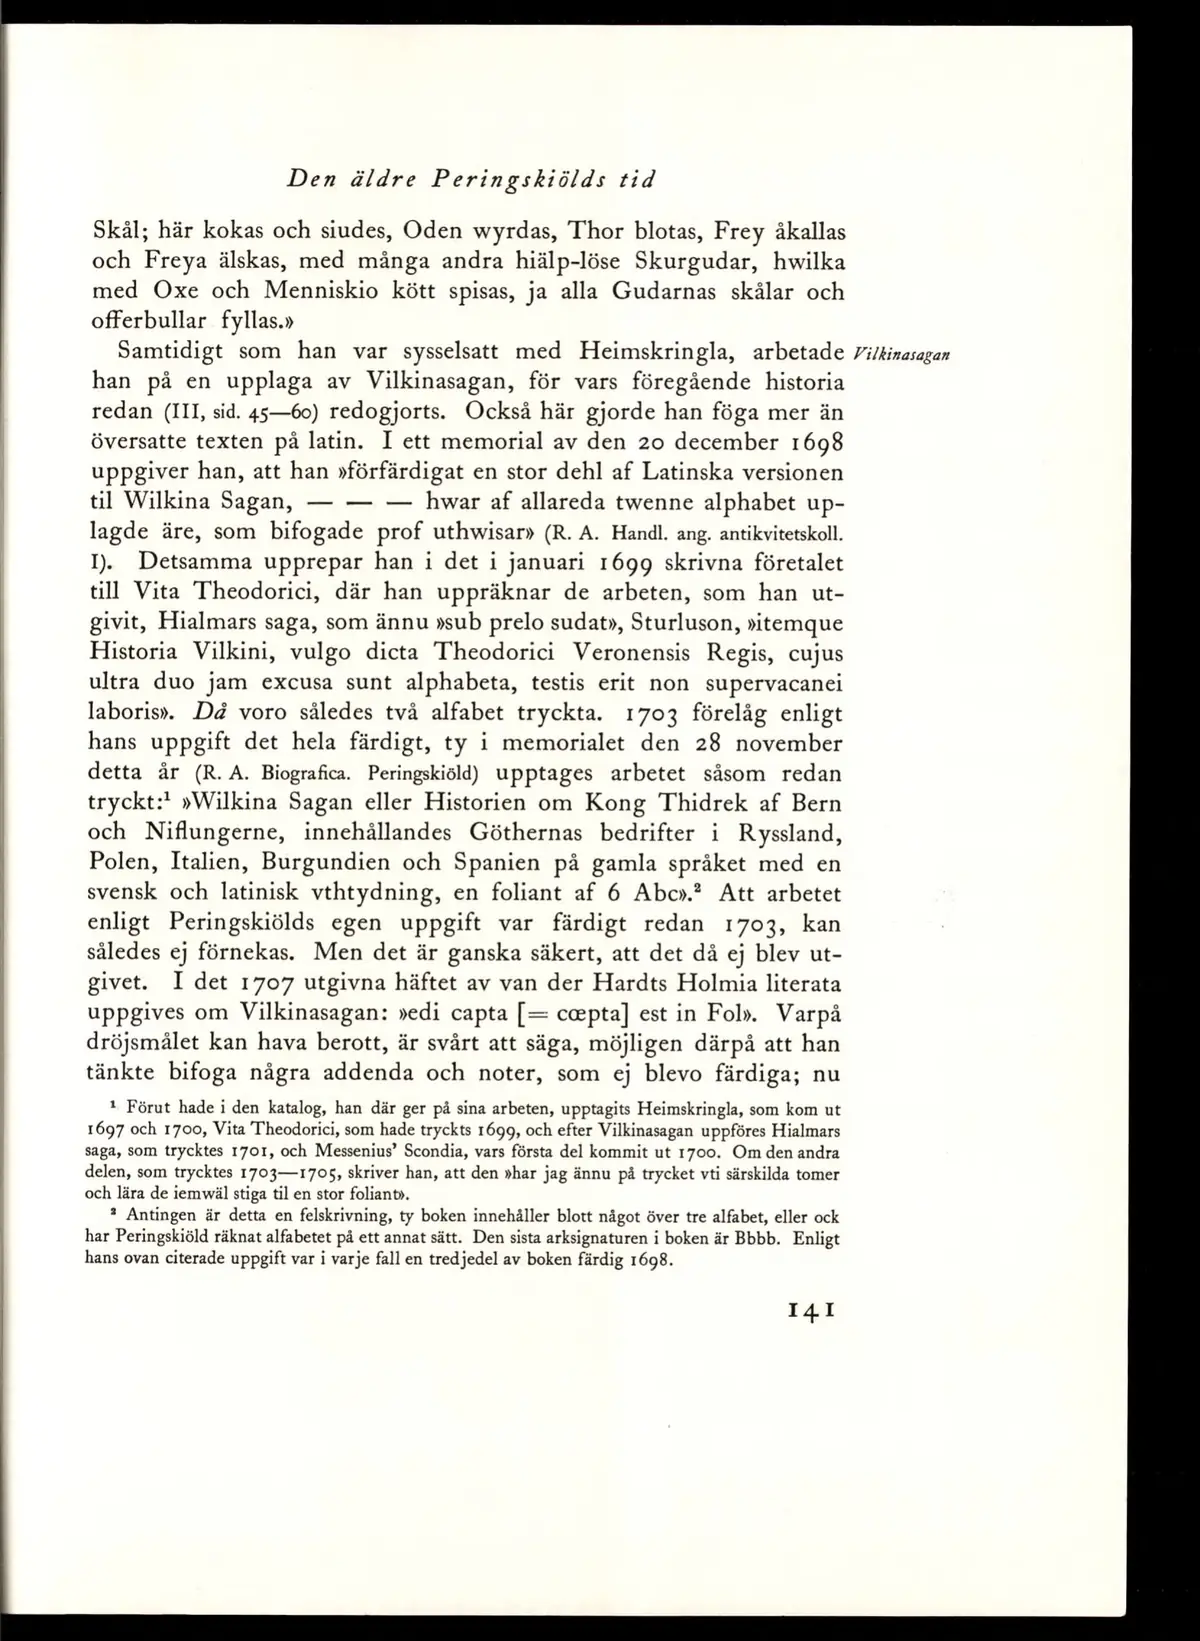 Den äldre Peringskiölds tid
Skål; här kokas och siudes, Oden wyrdas, Thor blotas, Frey åkallas
och Freya älskas, med många andra hiälp-löse Skurgudar, hwilka
med Oxe och Menniskio kött spisas, ja alla Gudarnas skålar och
offerbullar fyllas.»
Samtidigt som han var sysselsatt med Heimskringla, arbetade Vilkinasagan
han på en upplaga av Vilkinasagan, för vars föregående historia
redan (III, sid. 45—60) redogjorts. Också här gjorde han föga mer än
översatte texten på latin. I ett memorial av den 20 december 1698
uppgiver han, att han »förfärdigat en stor dehl af Latinska versionen
til Wilkina Sagan, — — — hwar af allareda twenne alphabet up-
lagde äre, som bifogade prof uthwisar» (R. A. Handl. ang. antikvitetskoll.
I). Detsamma upprepar han i det i januari 1699 skrivna företalet
till Vita Theodorici, där han uppräknar de arbeten, som han ut-
givit, Hialmars saga, som ännu »sub prelo sudat», Sturluson, »itemque
Historia Vilkini, vulgo dicta Theodorici Veronensis Regis, cujus
ultra duo jam excusa sunt alphabeta, testis erit non supervacanei
laboris». Då voro således två alfabet tryckta. 1703 förelåg enligt
hans uppgift det hela färdigt, ty i memorialet den 28 november
detta år (R. A. Biografica. Peringskiöld) upptages arbetet såsom redan
tryckt:¹ »Wilkina Sagan eller Historien om Kong Thidrek af Bern
och Niflungerne, innehållandes Göthernas bedrifter i Ryssland,
Polen, Italien, Burgundien och Spanien på gamla språket med en
svensk och latinisk vthtydning, en foliant af 6 Abc».² Att arbetet
enligt Peringskiölds egen uppgift var färdigt redan 1703, kan
således ej förnekas. Men det är ganska säkert, att det då ej blev ut-
givet. I det 1707 utgivna häftet av van der Hardts Holmia literata
uppgives om Vilkinasagan: »edi capta [= cœpta] est in Fol». Varpå
dröjsmålet kan hava berott, är svårt att säga, möjligen därpå att han
tänkte bifoga några addenda och noter, som ej blevo färdiga; nu
¹ Förut hade i den katalog, han där ger på sina arbeten, upptagits Heimskringla, som kom ut
1697 och 1700, Vita Theodorici, som hade tryckts 1699, och efter Vilkinasagan uppföres Hialmars
saga, som trycktes 1701, och Messenius’ Scondia, vars första del kommit ut 1700. Om den andra
delen, som trycktes 1703—1705, skriver han, att den »har jag ännu på trycket vti särskilda tomer
och lära de iemwäl stiga til en stor foliant».
² Antingen är detta en felskrivning, ty boken innehåller blott något över tre alfabet, eller ock
har Peringskiöld räknat alfabetet på ett annat sätt. Den sista arksignaturen i boken är Bbbb. Enligt
hans ovan citerade uppgift var i varje fall en tredjedel av boken färdig 1698.
141